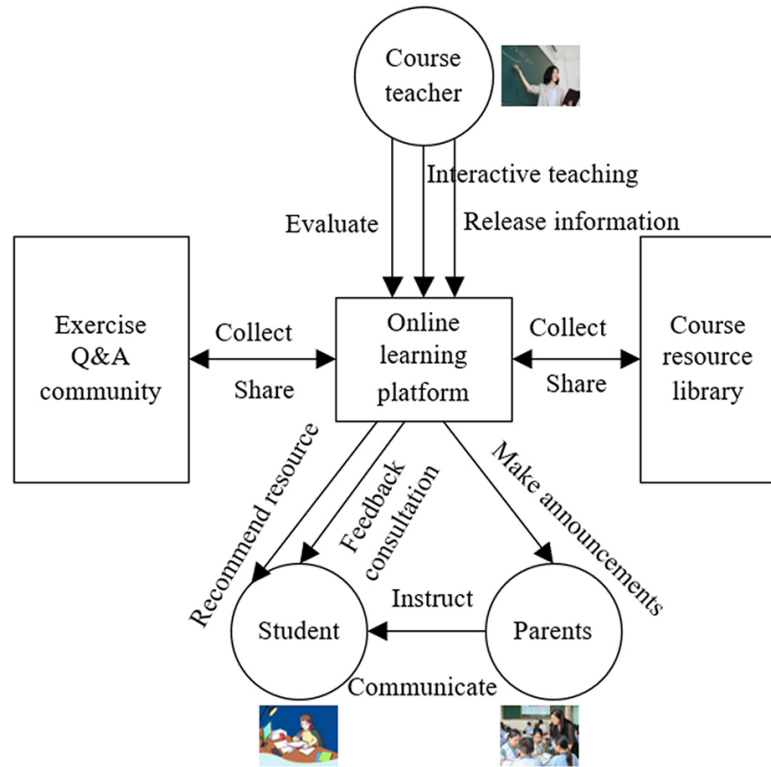 Course
teacher
Interactive teaching
Evaluate
Release information
Exercise
Q&A
community
Collect
Share
Online
learning
platform
Collect
Share
Course
resource
library
Recommend resource
Feedback
consultation
Make announcements
Student
Instruct
Parents
Communicate